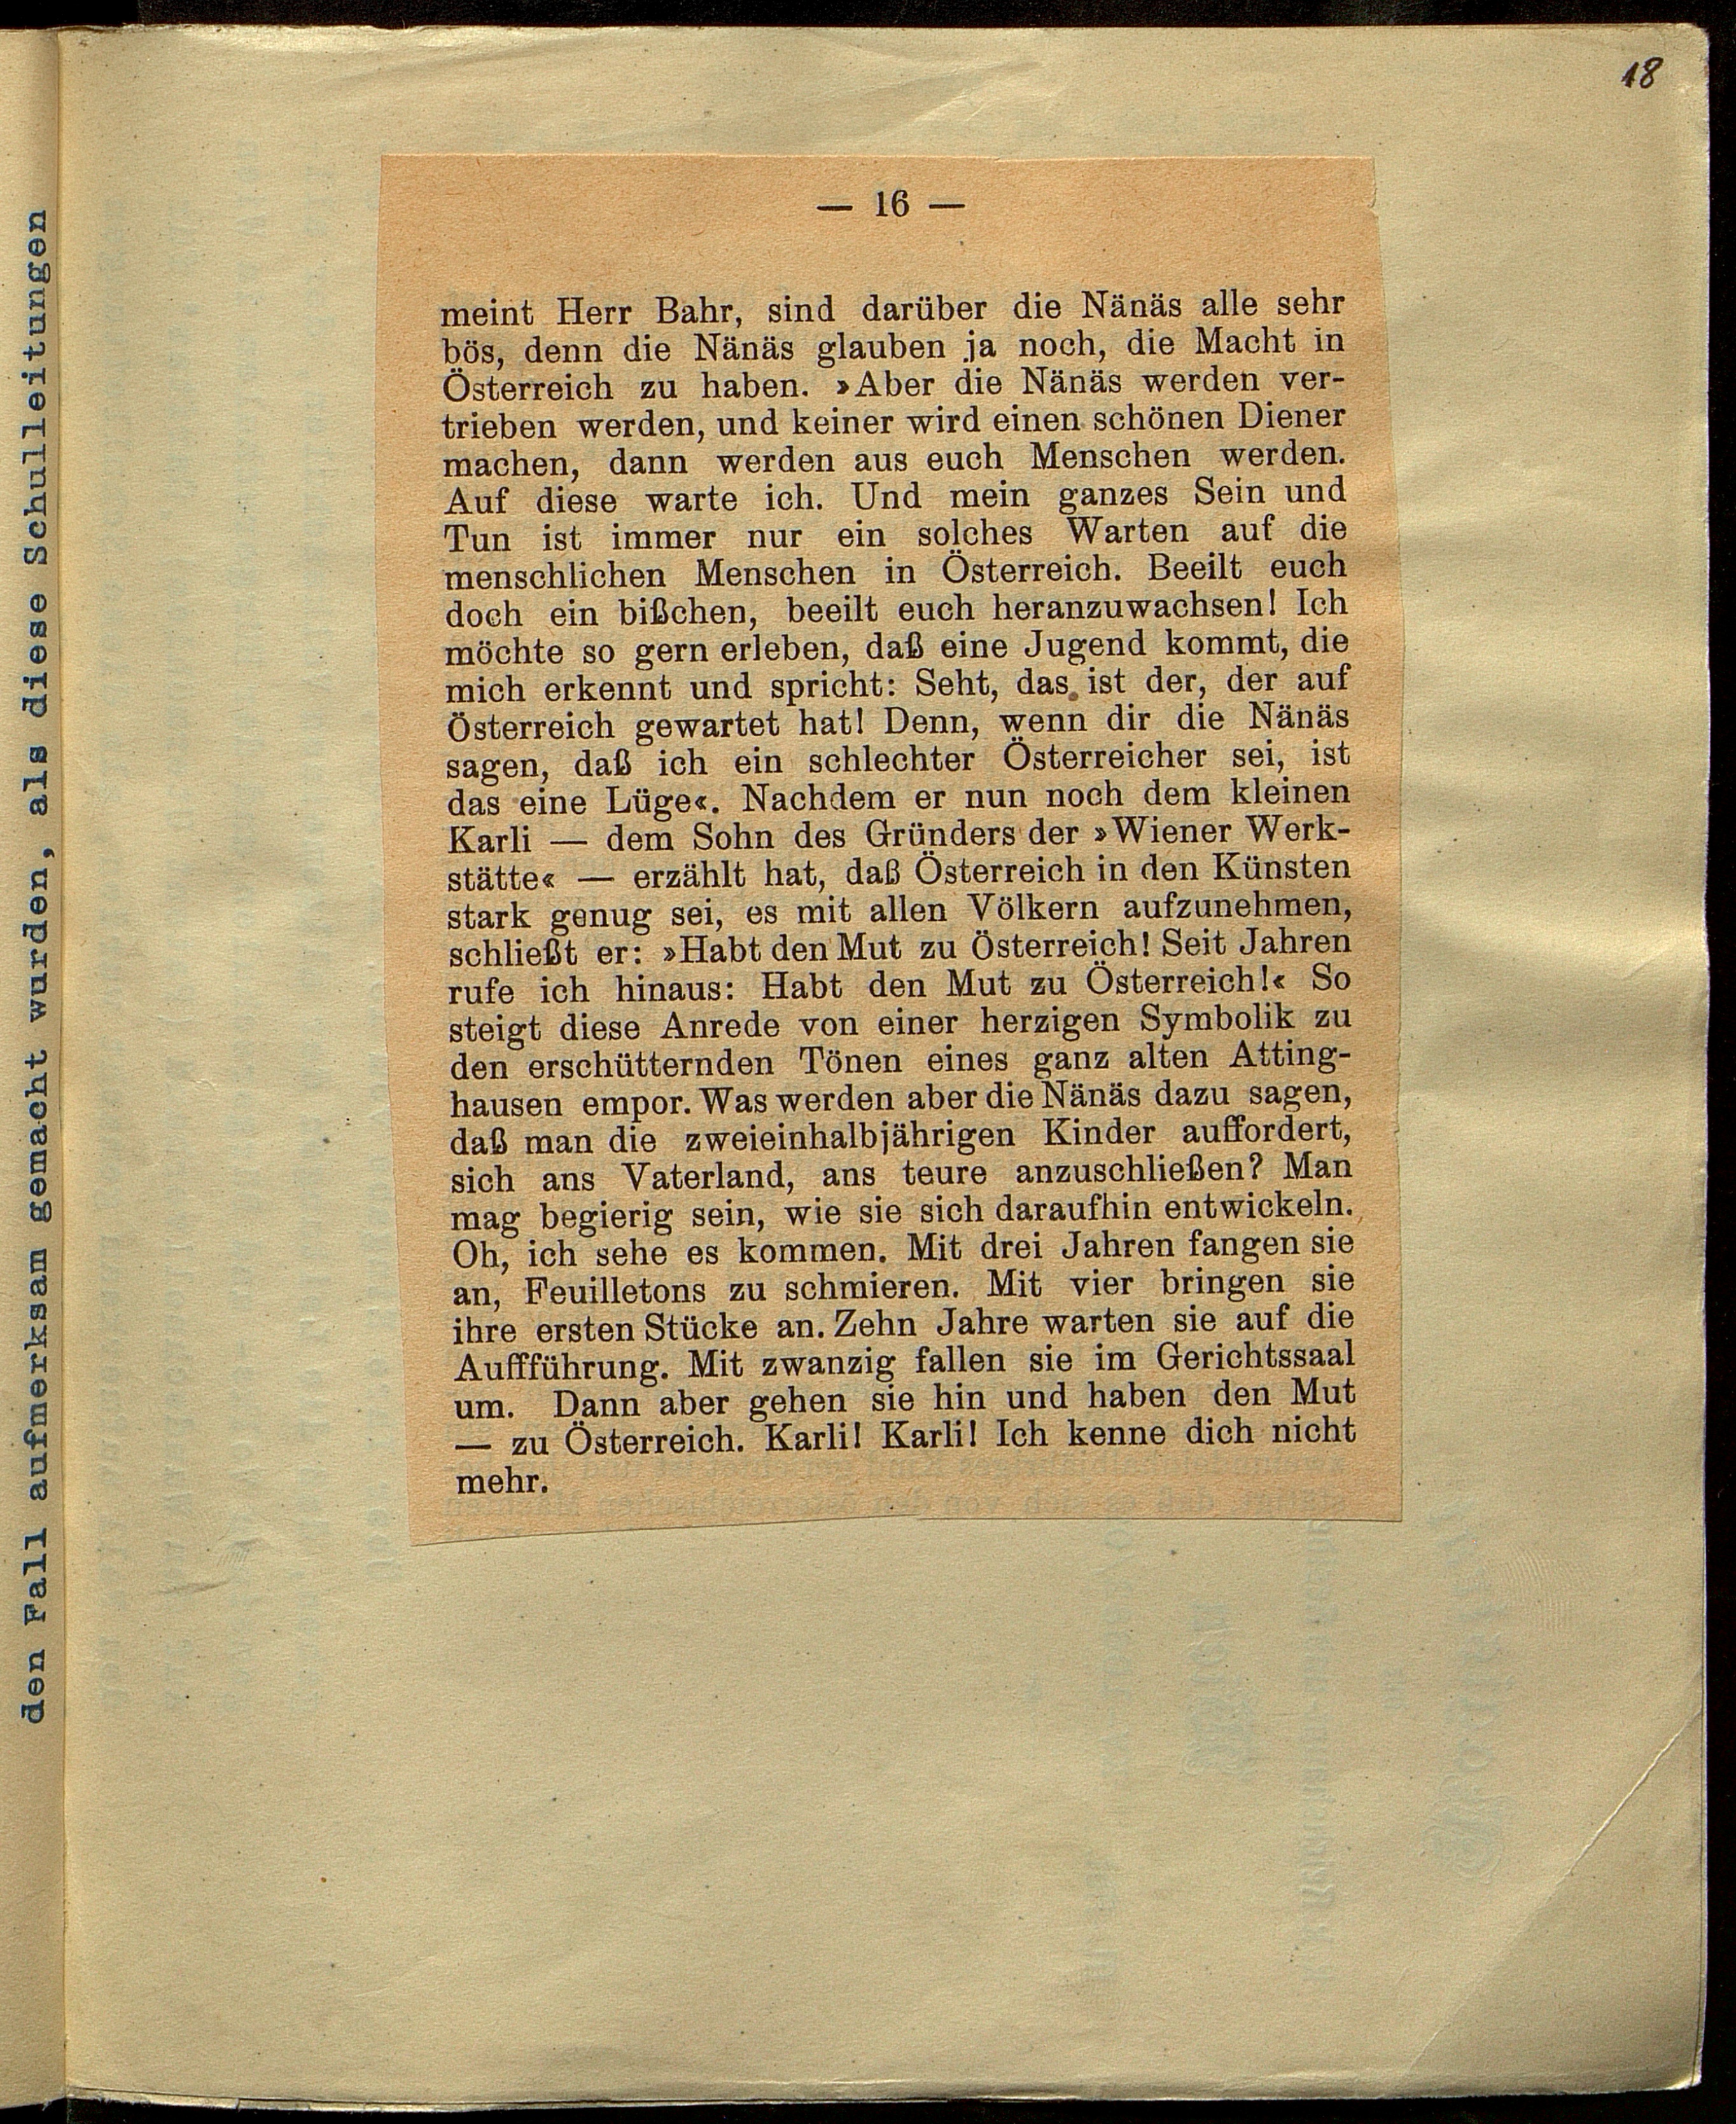 18
— 16 —
meint Herr Bahr, sind darüber die Nänäs alle sehr
bös, denn die Nänäs glauben ja noch, die Macht in
Österreich zu haben. »Aber die Nänäs werden ver-
trieben werden, und keiner wird einen schönen Diener
machen, dann werden aus euch Menschen werden.
Auf diese warte ich. Und mein ganzes Sein und
Tun ist immer nur ein solches Warten auf die
menschlichen Menschen in Österreich. Beeilt euch
doch ein bißchen, beeilt euch heranzuwachsen! Ich
möchte so gern erleben, daß eine Jugend kommt, die
mich erkennt und spricht: Seht, das ist der, der auf
Österreich gewartet hat! Denn, wenn dir die Nänäs
sagen, daß ich ein schlechter Österreicher sei, ist
das eine Lüge«. Nachdem er nun noch dem kleinen
Karli — dem Sohn des Gründers der »Wiener Werk-
stätte« — erzählt hat, daß Österreich in den Künsten
stark genug sei, es mit allen Völkern aufzunehmen,
schließt er: »Habt den Mut zu Österreich! Seit Jahren
rufe ich hinaus: Habt den Mut zu Österreich!« So
steigt diese Anrede von einer herzigen Symbolik zu
den erschütternden Tönen eines ganz alten Atting-
hausen empor. Was werden aber die Nänäs dazu sagen,
daß man die zweieinhalbjährigen Kinder auffordert,
sich ans Vaterland, ans teure anzuschließen? Man
mag begierig sein, wie sie sich daraufhin entwickeln.
Oh, ich sehe es kommen. Mit drei Jahren fangen sie
an, Feuilletons zu schmieren. Mit vier bringen sie
ihre ersten Stücke an. Zehn Jahre warten sie auf die
Auffführung. Mit zwanzig fallen sie im Gerichtssaal
um. Dann aber gehen sie hin und haben den Mut
— zu Österreich. Karli! Karli! Ich kenne dich nicht
mehr.
den Fall aufmerksam gemacht wurden, als diese Schulleitungen